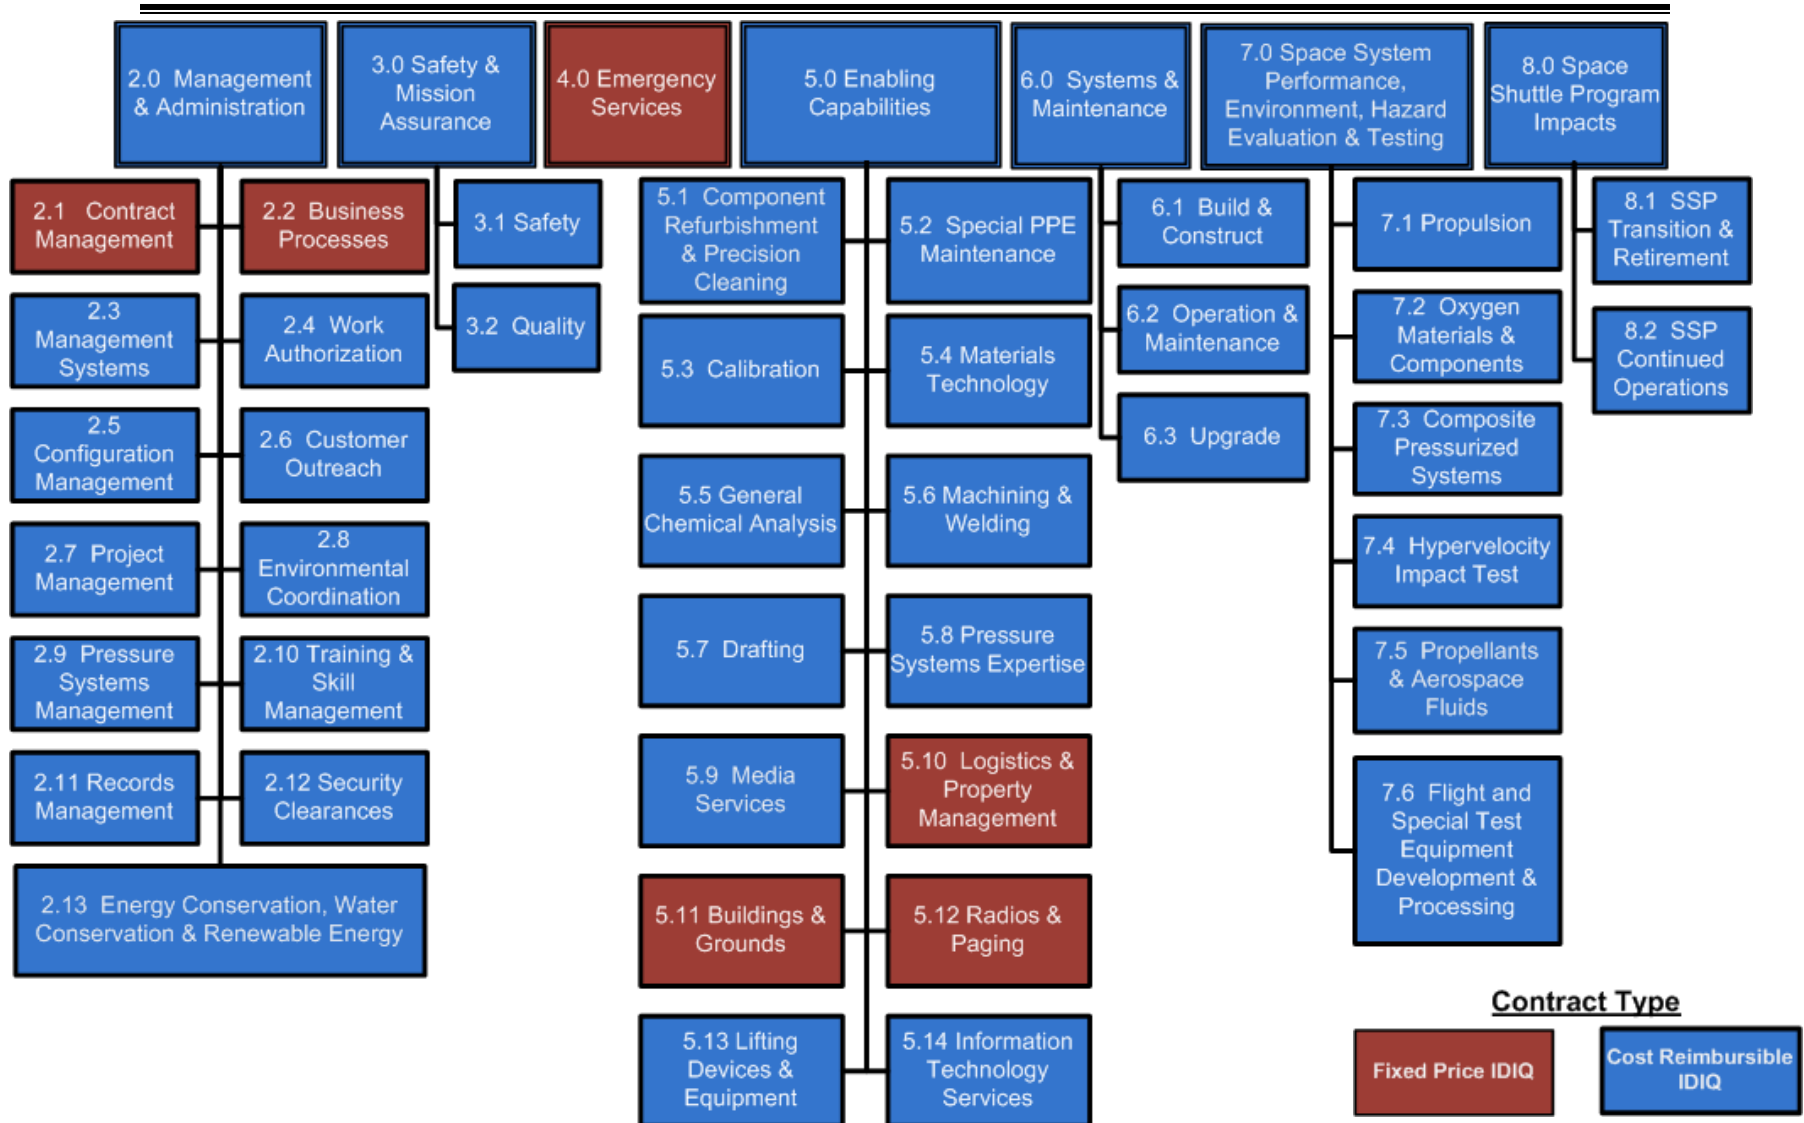 2.0 Management
& Administration
3.0 Safety &
Mission
Assurance
4.0 Emergency
Services
5.0 Enabling
Capabilities
6.0 Systems &
Maintenance
7.0 Space System
Performance,
Environment, Hazard
Evaluation & Testing
8.0 Space
Shuttle Program
Impacts
2.1 Contract
Management
2.2 Business
Processes
2.3
Management
Systems
2.4 Work
Authorization
2.5
Configuration
Management
2.6 Customer
Outreach
2.7 Project
Management
2.8
Environmental
Coordination
2.9 Pressure
Systems
Management
2.10 Training &
Skill
Management
2.11 Records
Management
2.12 Security
Clearances
2.13 Energy Conservation, Water
Conservation & Renewable Energy
3.1 Safety
3.2 Quality
5.1 Component
Refurbishment
& Precision
Cleaning
5.2 Special PPE
Maintenance
5.3 Calibration
5.4 Materials
Technology
5.5 General
Chemical Analysis
5.6 Machining &
Welding
5.7 Drafting
5.8 Pressure
Systems Expertise
5.9 Media
Services
5.10 Logistics &
Property
Management
5.11 Buildings &
Grounds
5.12 Radios &
Paging
5.13 Lifting
Devices &
Equipment
5.14 Information
Technology
Services
6.1 Build &
Construct
6.2 Operation &
Maintenance
6.3 Upgrade
7.1 Propulsion
7.2 Oxygen
Materials &
Components
7.3 Composite
Pressurized
Systems
7.4 Hypervelocity
Impact Test
7.5 Propellants
& Aerospace
Fluids
7.6 Flight and
Special Test
Equipment
Development &
Processing
8.1 SSP
Transition &
Retirement
8.2 SSP
Continued
Operations
Contract Type
Fixed Price IDIQ
Cost Reimbursible
IDIQ